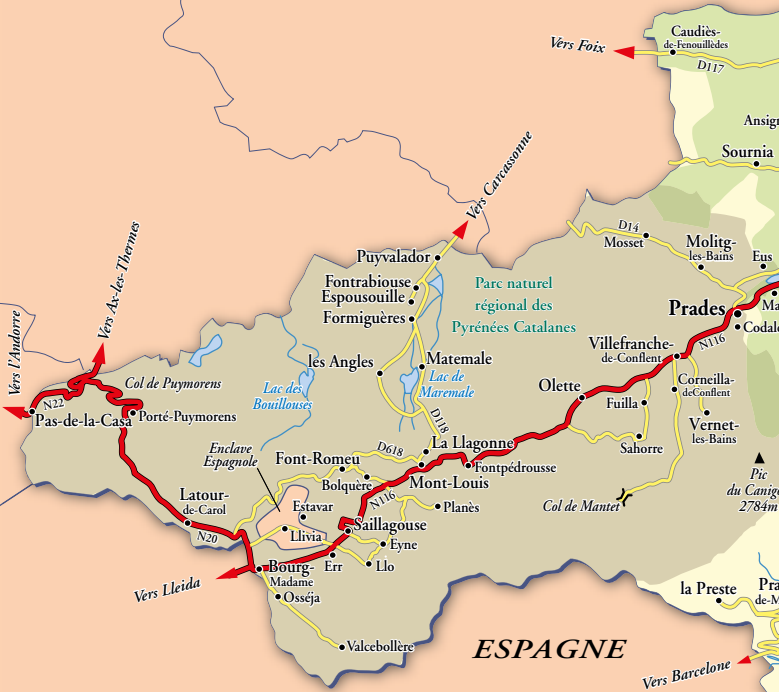 Caudiès-
de-Fenouillèdes
Vers Foix
D117
Ansign
Sournia
Vers Carcassonne
D14
Mosset
Molitg-
les-Bains
Eus
Puyvalador
Fontrabiouse
Espousouille
Formiguères
Parc naturel
régional des
Pyrénées Catalanes
Vers Ax-les-Thermes
Vers l'Andorre
Prades
Ma
Codale
N116
Villefranche-
de-Conflent
les Angles
Matemale
Lac de
Maremale
Lac des
Bouillouses
Col de Puymorens
N22
Pas-de-la-Casa
Porté-Puymorens
Olette
Fuilla
Corneilla-
deConflent
Vernet-
les-Bains
Sahorre
D118
La Llagonne
D618
Enclave
Espagnole
Font-Romeu
Bolquère
Mont-Louis
Fontpédrousse
Pic
du Canigo
2784m
Col de Mantet
Latour-
de-Carol
N20
N116
Planès
Estavar
Saillagouse
Llivia
Eyne
Err
Llo
Bourg-
Madame
Osséja
Vers Lleida
Valcebollère
la Preste
Pra
de-M
ESPAGNE
Vers Barcelone